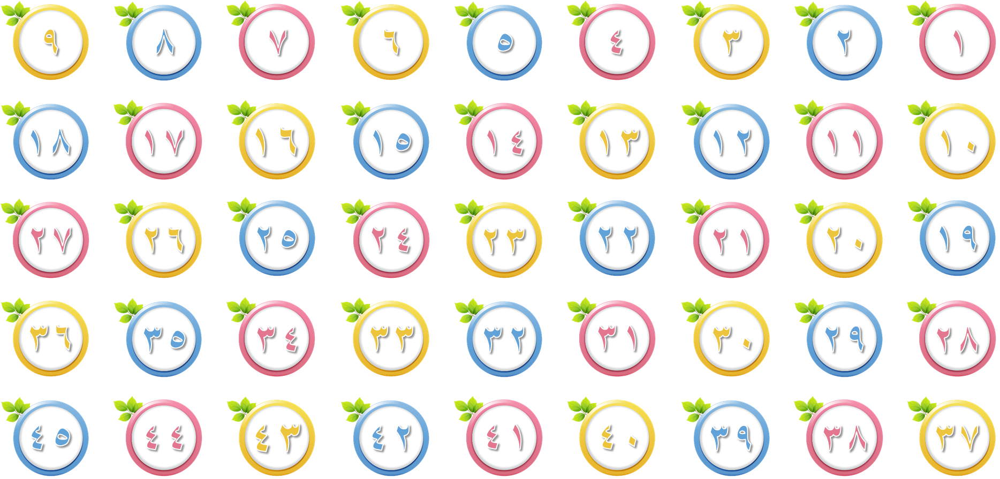 ١ ٢ ٣ ٤ ٥ ٦ ٧ ٨ ٩
١٠ ١١ ١٢ ١٣ ١٤ ١٥ ١٦ ١٧ ١٨
١٩ ٢٠ ٢١ ٢٢ ٢٣ ٢٤ ٢٥ ٢٦ ٢٧
٢٨ ٢٩ ٣٠ ٣١ ٣٢ ٣٣ ٣٤ ٣٥ ٣٦
٣٧ ٣٨ ٣٩ ٤٠ ٤١ ٤٢ ٤٣ ٤٤ ٤٥